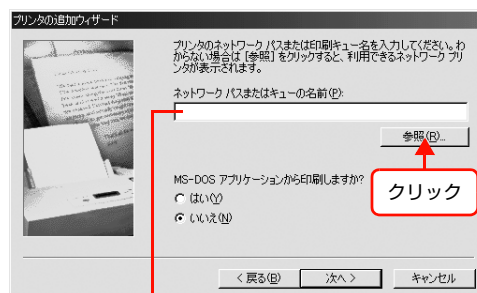 プリンタの追加ウィザード
プリンタのネットワーク パスまたは印刷キュー名を入力してください。わ
からない場合は [参照] をクリックすると、利用できるネットワーク プリ
ンタが表示されます。
ネットワーク パスまたはキューの名前(P):
参照(R)...
クリック
MS-DOS アプリケーションから印刷しますか?
はい(Y)
いいえ(N)
< 戻る(B)
次へ >
キャンセル